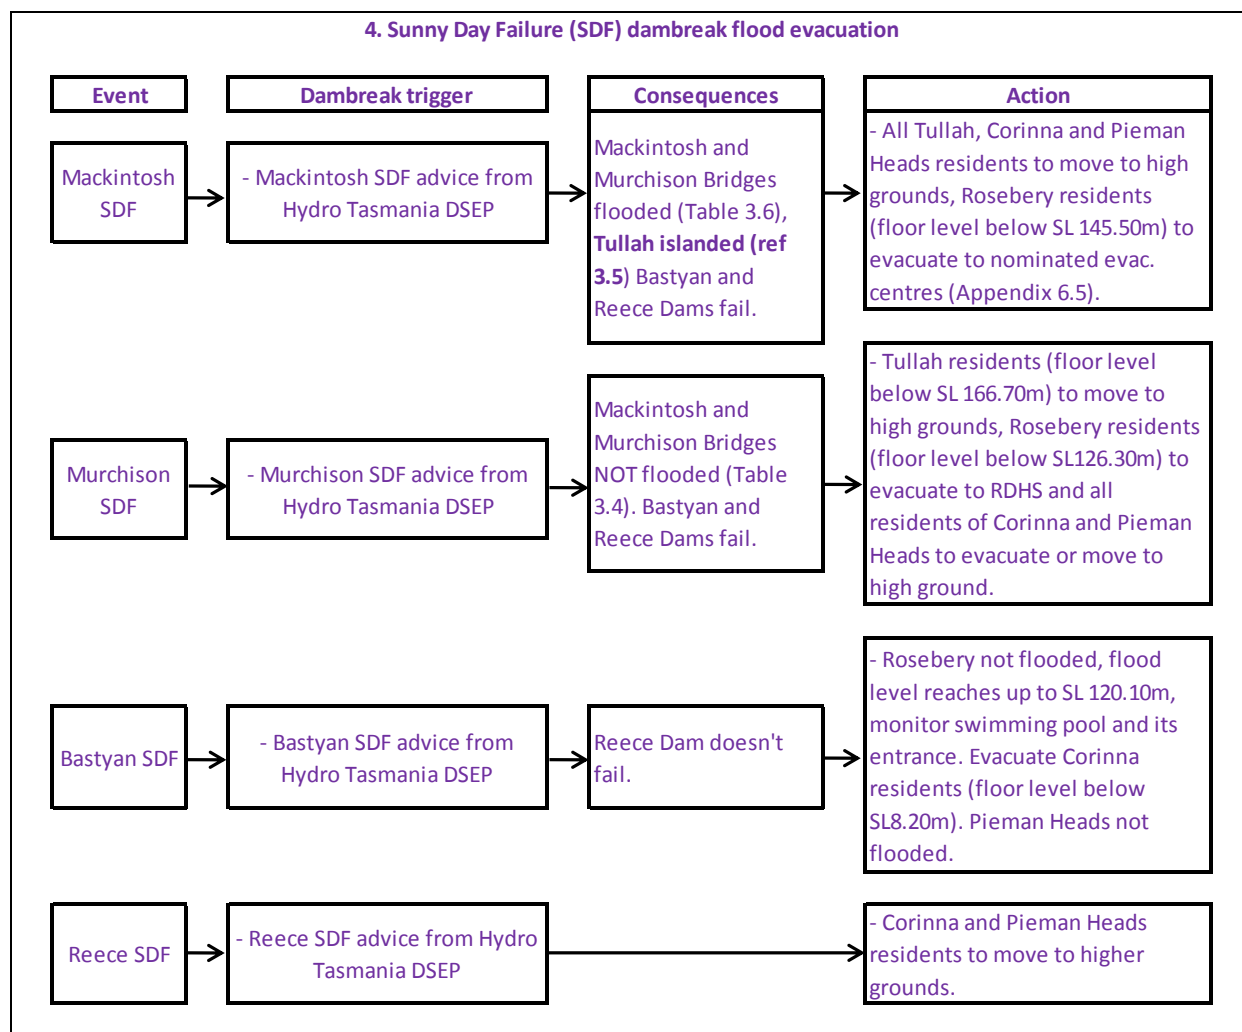 4. Sunny Day Failure (SDF) dambreak flood evacuation
Event
Dambreak trigger
Consequences
Action
Mackintosh
SDF
- Mackintosh SDF advice from
Hydro Tasmania DSEP
Mackintosh and
Murchison Bridges
flooded (Table 3.6),
Tullah islanded (ref
3.5) Bastyan and
Reece Dams fail.
- All Tullah, Corinna and Pieman
Heads residents to move to high
grounds, Rosebery residents
(floor level below SL 145.50m) to
evacuate to nominated evac.
centres (Appendix 6.5).
Murchison
SDF
- Murchison SDF advice from
Hydro Tasmania DSEP
Mackintosh and
Murchison Bridges
NOT flooded (Table
3.4). Bastyan and
Reece Dams fail.
- Tullah residents (floor level
below SL 166.70m) to move to
high grounds, Rosebery residents
(floor level below SL126.30m) to
evacuate to RDHS and all
residents of Corinna and Pieman
Heads to evacuate or move to
high ground.
Bastyan SDF
- Bastyan SDF advice from
Hydro Tasmania DSEP
Reece Dam doesn't
fail.
- Rosebery not flooded, flood
level reaches up to SL 120.10m,
monitor swimming pool and its
entrance. Evacuate Corinna
residents (floor level below
SL8.20m). Pieman Heads not
flooded.
Reece SDF
- Reece SDF advice from Hydro
Tasmania DSEP
- Corinna and Pieman Heads
residents to move to higher
grounds.